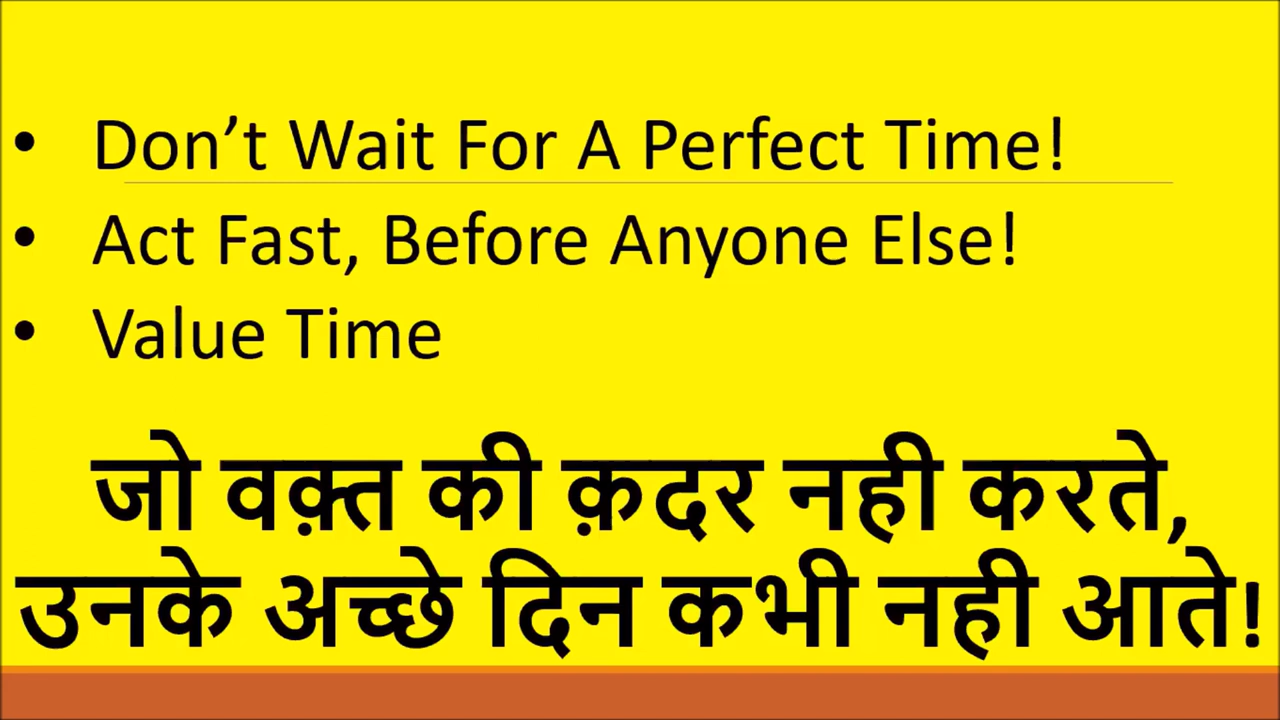 • Don’t Wait For A Perfect Time!
• Act Fast, Before Anyone Else!
• Value Time
जो वक़्त की क़दर नही करते,
उनके अच्छे दिन कभी नही आते!